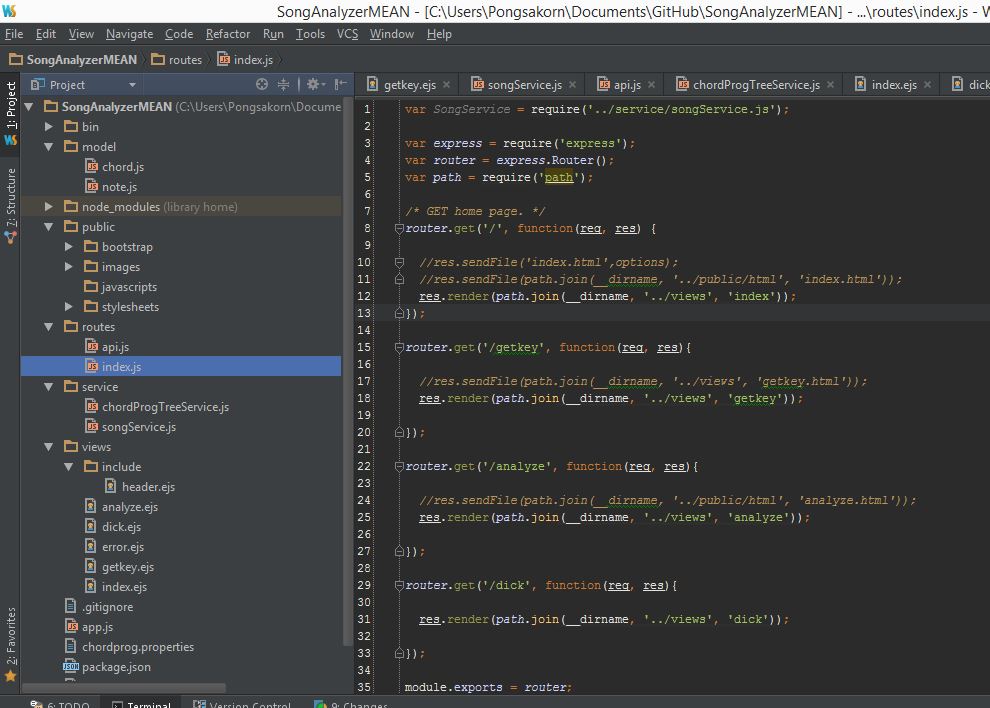 SongAnalyzerMEAN - [C:\Users\Pongsakorn\Documents\GitHub\SongAnalyzerMEAN] - ...\routes\index.js - W
File Edit View Navigate Code Refactor Run Tools VCS Window Help
SongAnalyzerMEAN routes index.js
1: Project
7: Structure
2: Favorites
Project
SongAnalyzerMEAN (C:\Users\Pongsakorn\Docume
bin
model
chord.js
note.js
node_modules (library home)
public
bootstrap
images
javascripts
stylesheets
routes
api.js
index.js
service
chordProgTreeService.js
songService.js
views
include
header.ejs
analyze.ejs
dick.ejs
error.ejs
getkey.ejs
index.ejs
.gitignore
app.js
chordprog.properties
package.json
getkey.ejs songService.js api.js chordProgTreeService.js index.ejs dick
1 var SongService = require('../service/songService.js');
2
3 var express = require('express');
4 var router = express.Router();
5 var path = require('path');
6
7 /* GET home page. */
8 router.get('/', function(req, res) {
9
10 //res.sendFile('index.html',options);
11 //res.sendFile(path.join(__dirname, '../public/html', 'index.html'));
12 res.render(path.join(__dirname, '../views', 'index'));
13 });
14
15 router.get('/getkey', function(req, res){
16
17 //res.sendFile(path.join(__dirname, '../views', 'getkey.html'));
18 res.render(path.join(__dirname, '../views', 'getkey'));
19
20 });
21
22 router.get('/analyze', function(req, res){
23
24 //res.sendFile(path.join(__dirname, '../public/html', 'analyze.html'));
25 res.render(path.join(__dirname, '../views', 'analyze'));
26
27 });
28
29 router.get('/dick', function(req, res){
30
31 res.render(path.join(__dirname, '../views', 'dick'));
32
33 });
34
35 module.exports = router;
6: TODO Terminal Version Control 9: Changes